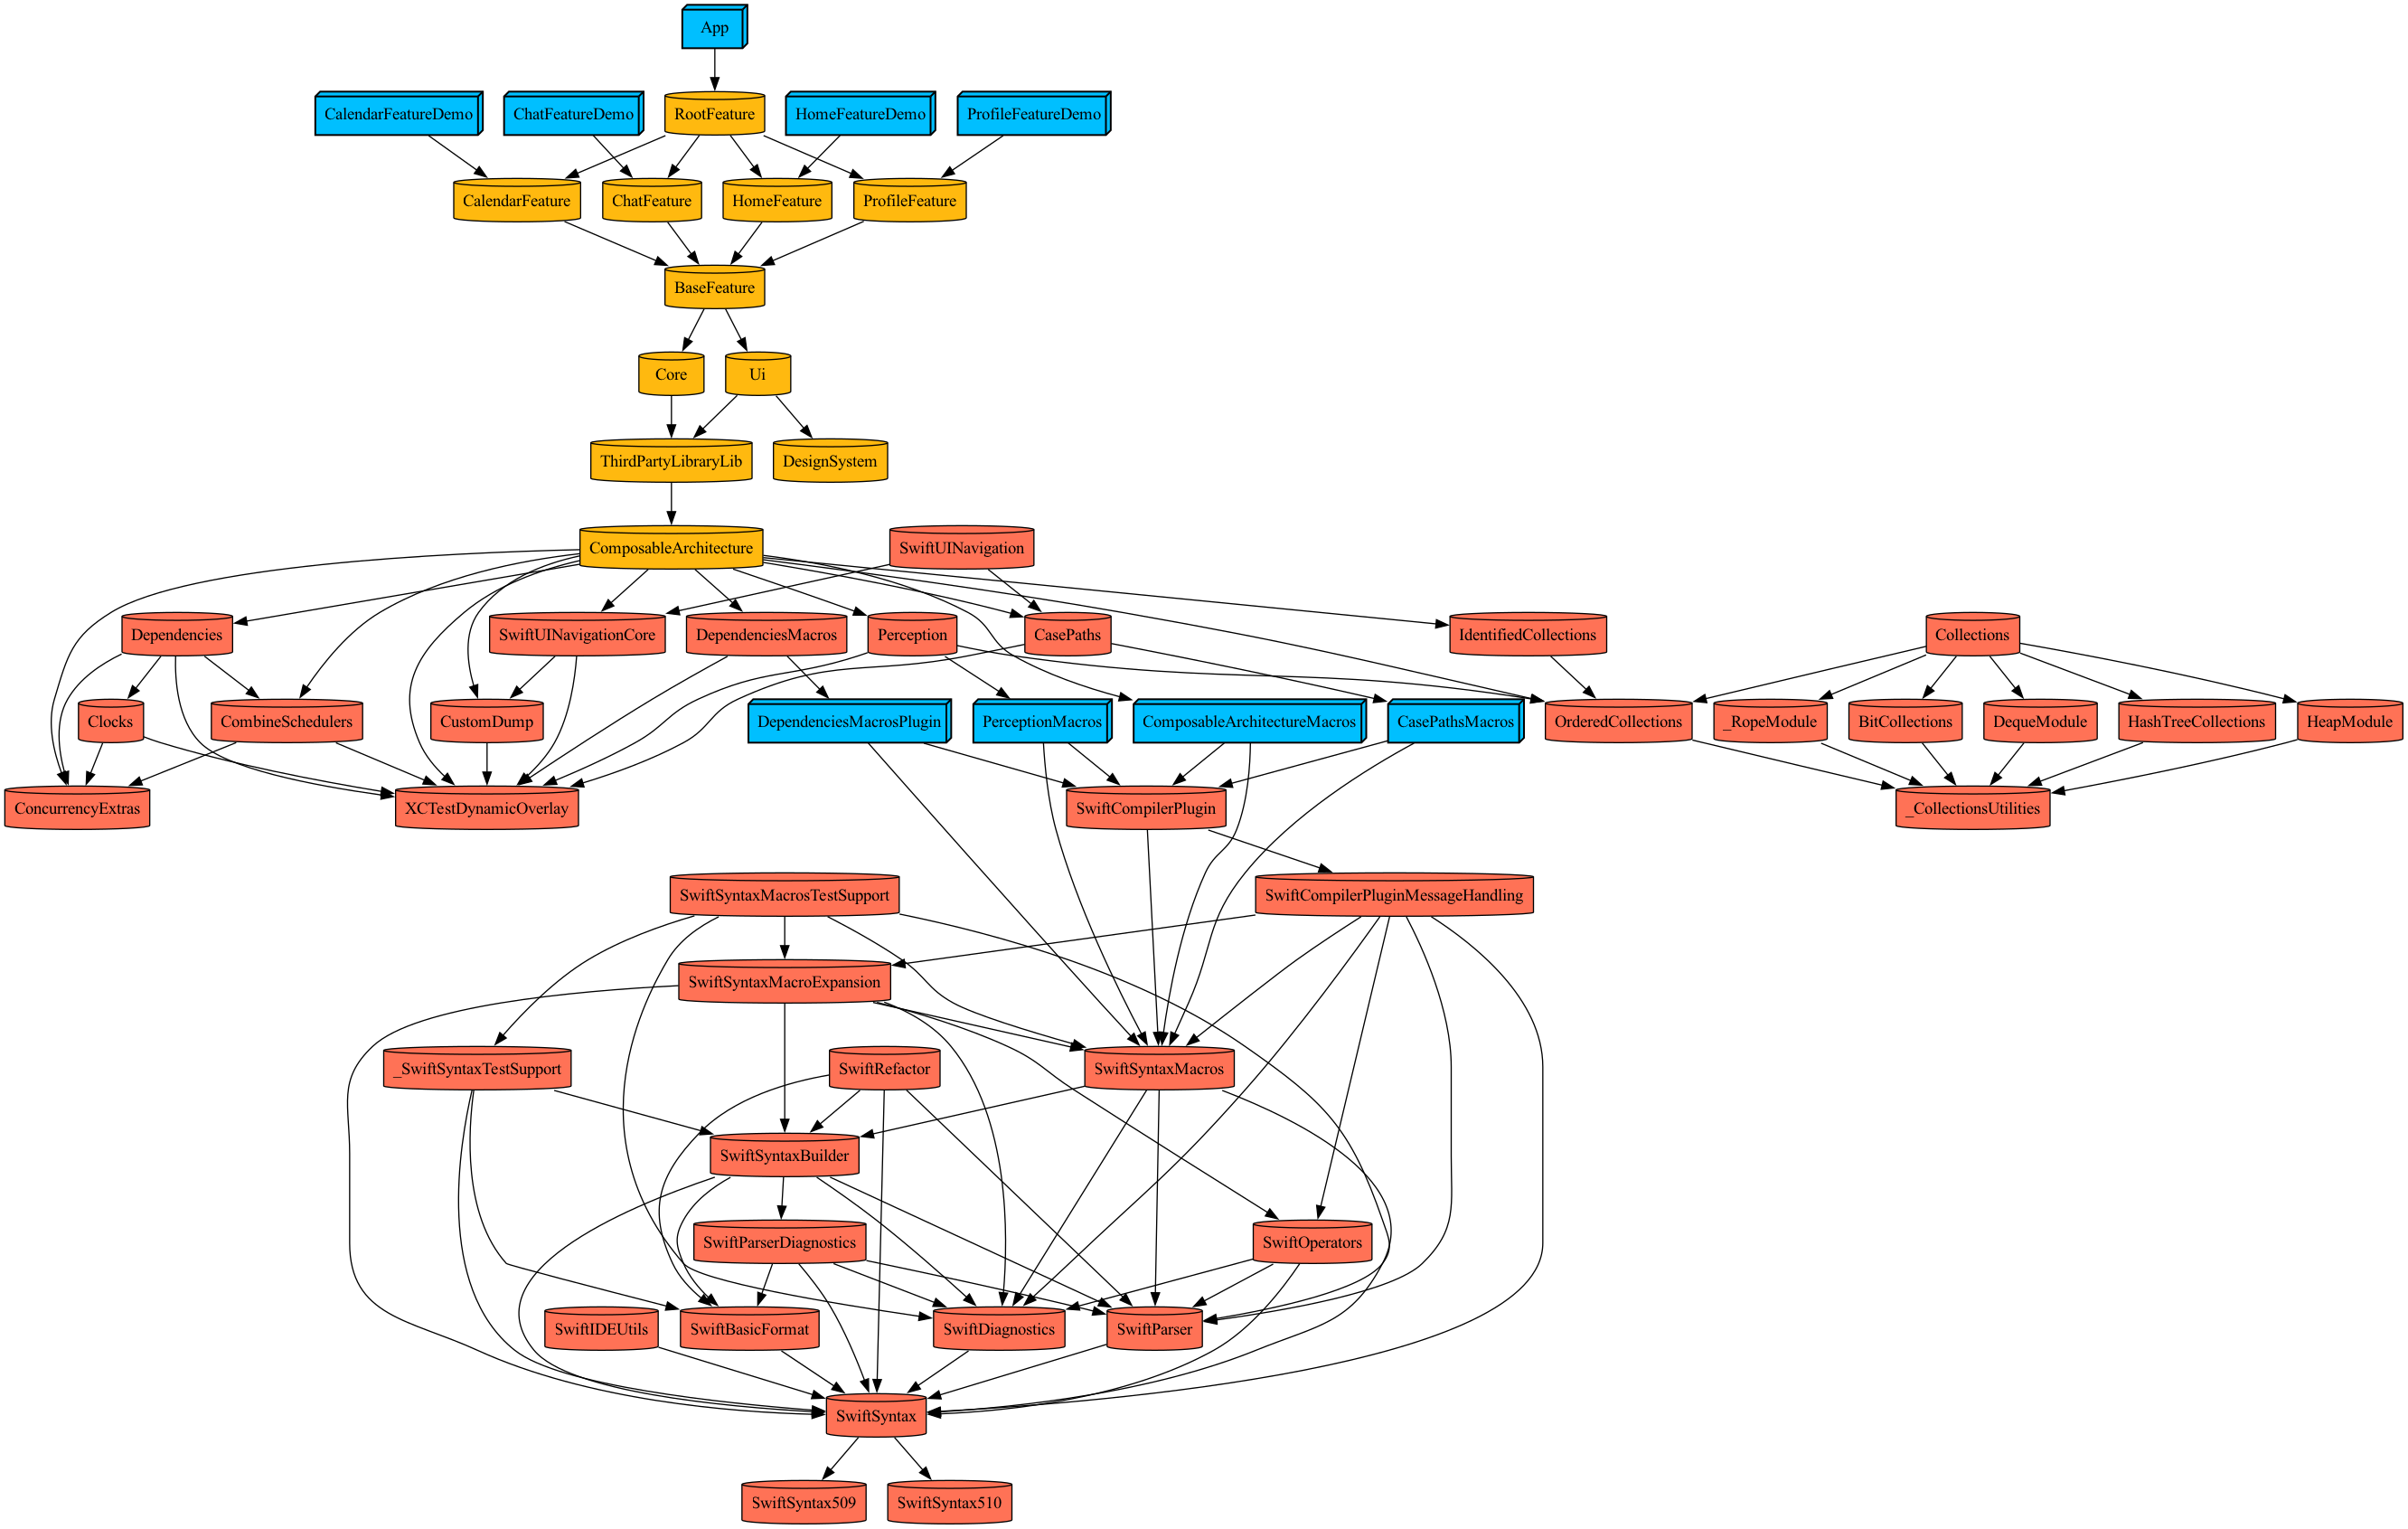 App
CalendarFeatureDemo
ChatFeatureDemo
RootFeature
HomeFeatureDemo
ProfileFeatureDemo
CalendarFeature
ChatFeature
HomeFeature
ProfileFeature
BaseFeature
Core
Ui
ThirdPartyLibraryLib
DesignSystem
ComposableArchitecture
SwiftUINavigation
Dependencies
SwiftUINavigationCore
DependenciesMacros
Perception
CasePaths
IdentifiedCollections
Collections
Clocks
CombineSchedulers
CustomDump
DependenciesMacrosPlugin
PerceptionMacros
ComposableArchitectureMacros
CasePathsMacros
OrderedCollections
_RopeModule
BitCollections
DequeModule
HashTreeCollections
HeapModule
ConcurrencyExtras
XCTestDynamicOverlay
SwiftCompilerPlugin
_CollectionsUtilities
SwiftSyntaxMacrosTestSupport
SwiftCompilerPluginMessageHandling
SwiftSyntaxMacroExpansion
_SwiftSyntaxTestSupport
SwiftRefactor
SwiftSyntaxMacros
SwiftSyntaxBuilder
SwiftParserDiagnostics
SwiftOperators
SwiftIDEUtils
SwiftBasicFormat
SwiftDiagnostics
SwiftParser
SwiftSyntax
SwiftSyntax509
SwiftSyntax510